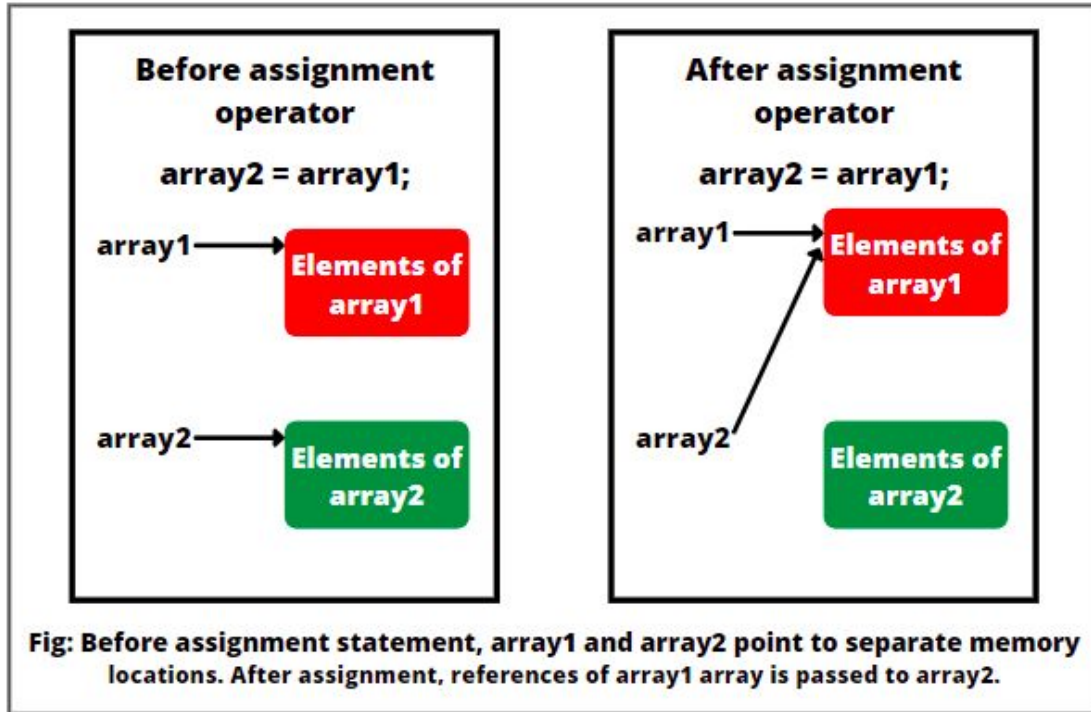 Before assignment
operator
array2 = array1;
array1
Elements of
array1
array2
Elements of
array2
After assignment
operator
array2 = array1;
array1
Elements of
array1
array2
Elements of
array2
Fig: Before assignment statement, array1 and array2 point to separate memory
locations. After assignment, references of array1 array is passed to array2.